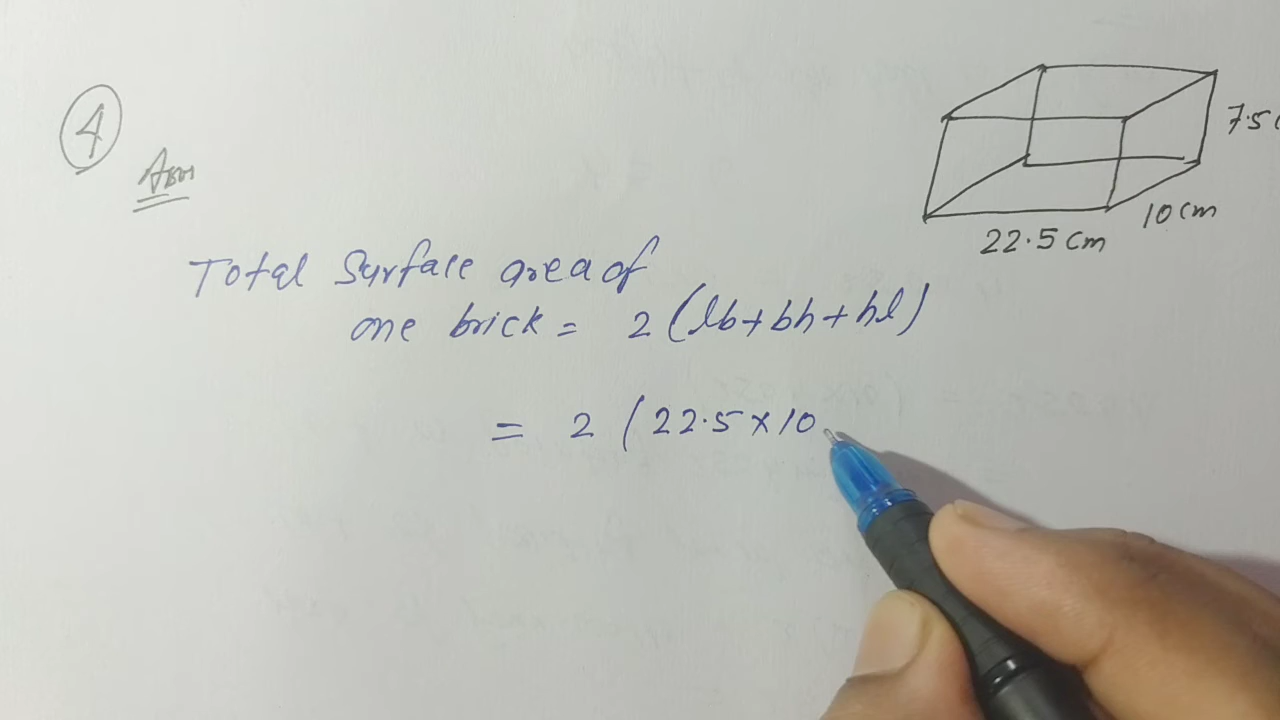 4
Ans
7.5
10 cm
22.5 cm
Total Surface area of
one brick = 2 (lb+bh+hl)
= 2 (22.5×10